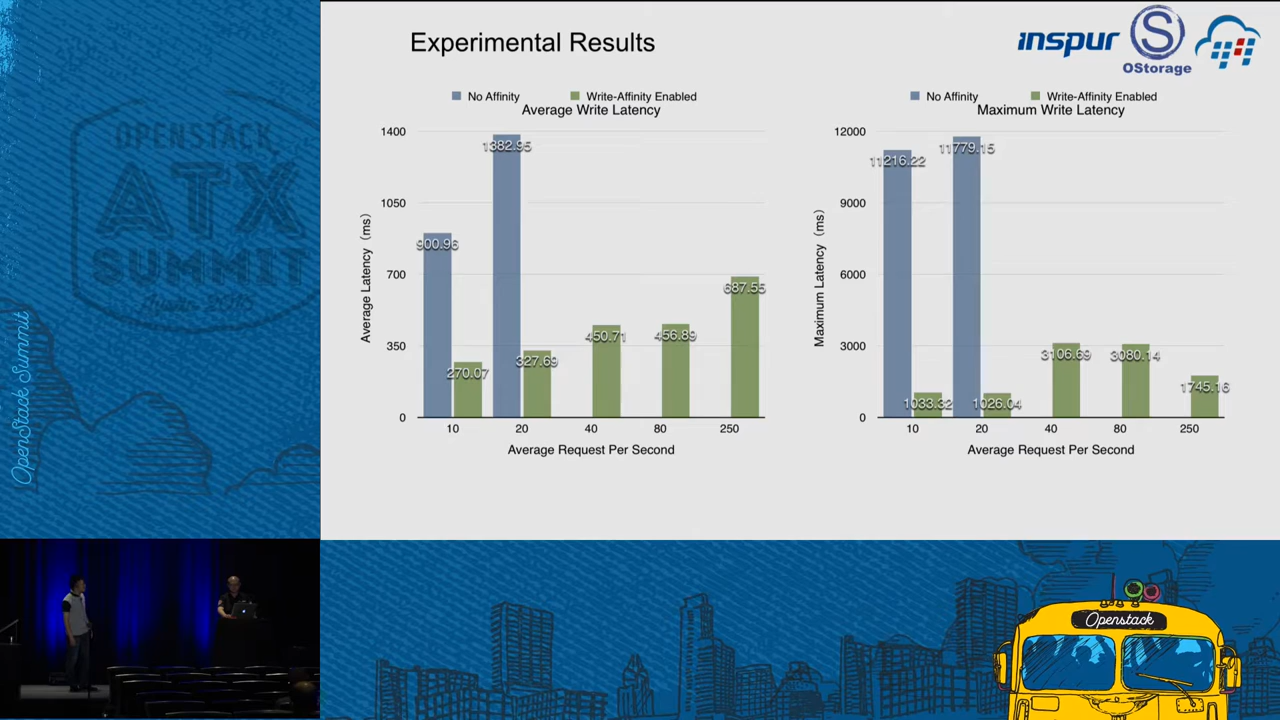 Experimental Results
inspur
S
OStorage
No Affinity
Write-Affinity Enabled
Average Write Latency
1400
1050
700
350
0
Average Latency (ms)
900.96
270.07
1382.95
327.69
450.71
456.89
687.55
10
20
40
80
250
Average Request Per Second
No Affinity
Write-Affinity Enabled
Maximum Write Latency
12000
9000
6000
3000
0
Maximum Latency (ms)
11216.22
1033.32
11779.15
1026.04
3106.69
3080.14
1745.16
10
20
40
80
250
Average Request Per Second
OPENSTACK
ATX
SUMMIT
OpenStack Summit
Openstack